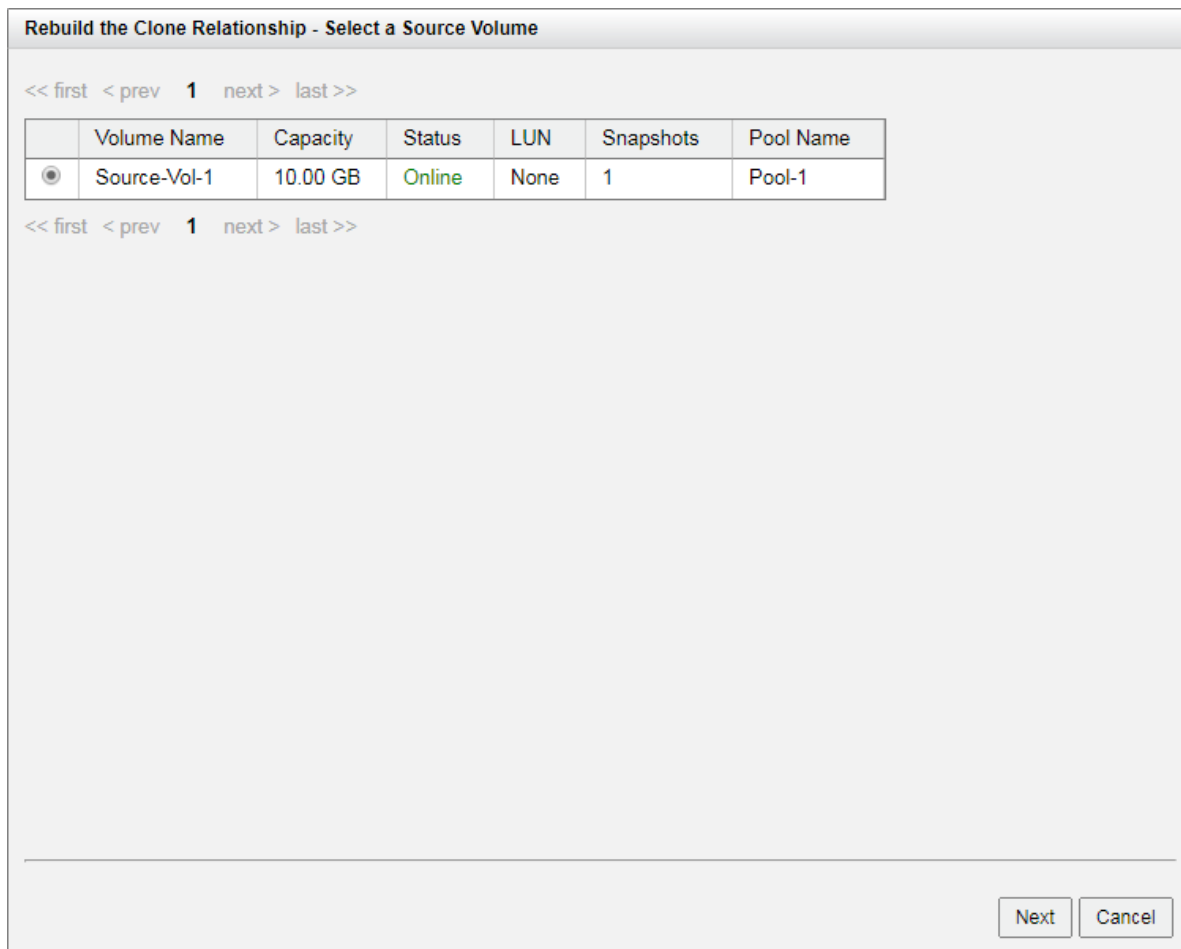 Rebuild the Clone Relationship - Select a Source Volume
<< first < prev 1 next > last >>
Volume Name Capacity Status LUN Snapshots Pool Name
Source-Vol-1 10.00 GB Online None 1 Pool-1
<< first < prev 1 next > last >>
Next Cancel